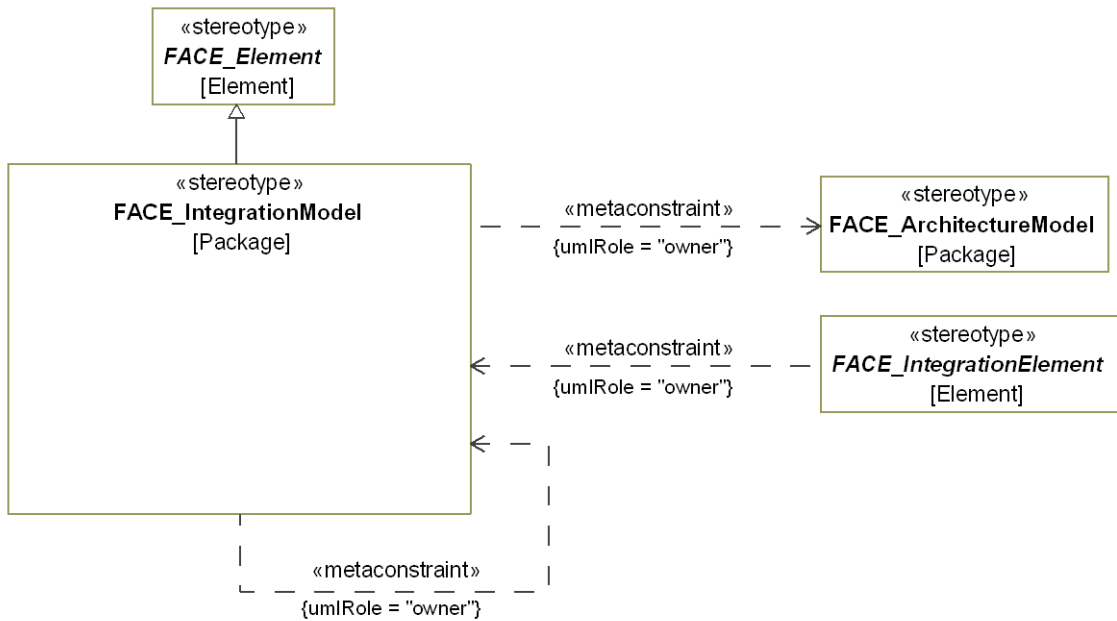 «stereotype»
FACE_Element
[Element]
«stereotype»
FACE_IntegrationModel
[Package]
«metaconstraint»
{umlRole = "owner"}
«stereotype»
FACE_ArchitectureModel
[Package]
«metaconstraint»
{umlRole = "owner"}
«stereotype»
FACE_IntegrationElement
[Element]
«metaconstraint»
{umlRole = "owner"}